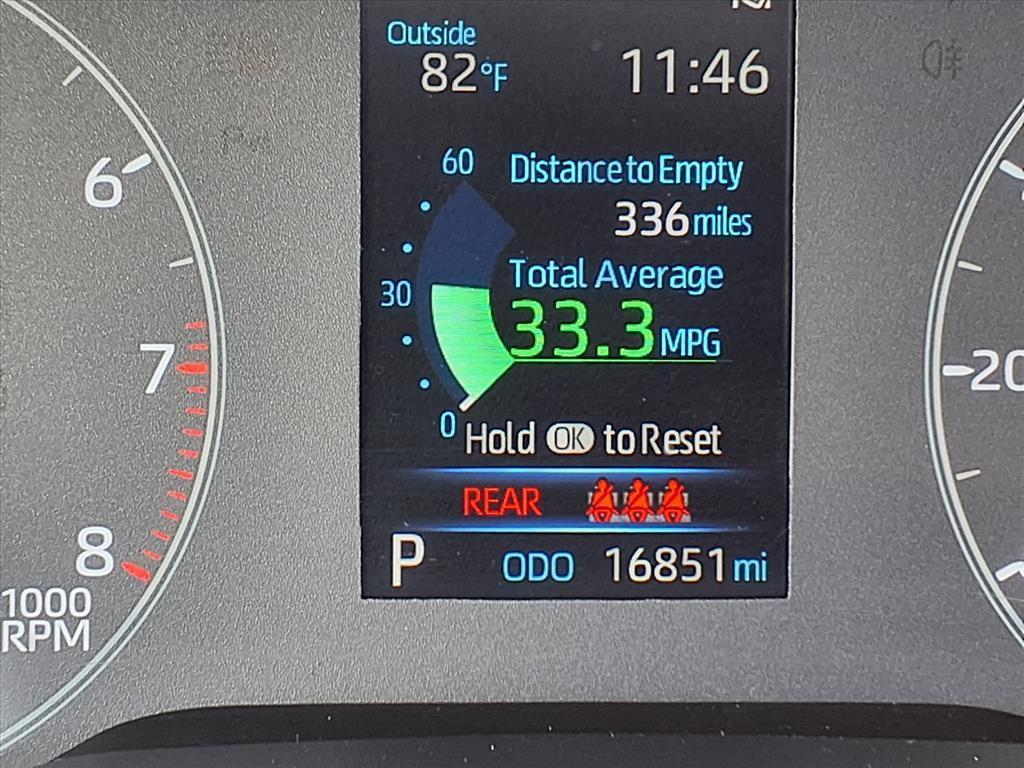 Outside
82°F 11:46
60 Distance to Empty
336 miles
Total Average
30
33.3 MPG
0 Hold OK to Reset
REAR
P ODO 16851 mi
6
7
8
1000
RPM
20